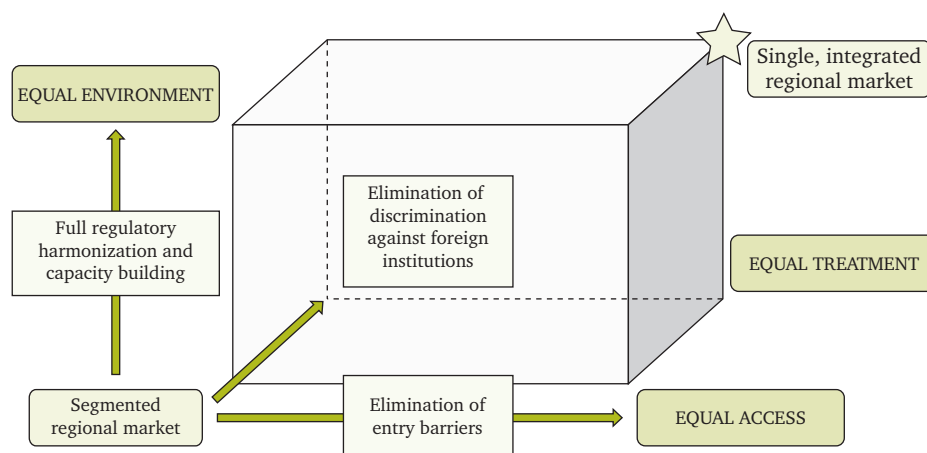 Single, integrated
regional market
EQUAL ENVIRONMENT
Elimination of
discrimination
against foreign
institutions
Full regulatory
harmonization and
capacity building
EQUAL TREATMENT
Segmented
regional market
Elimination of
entry barriers
EQUAL ACCESS